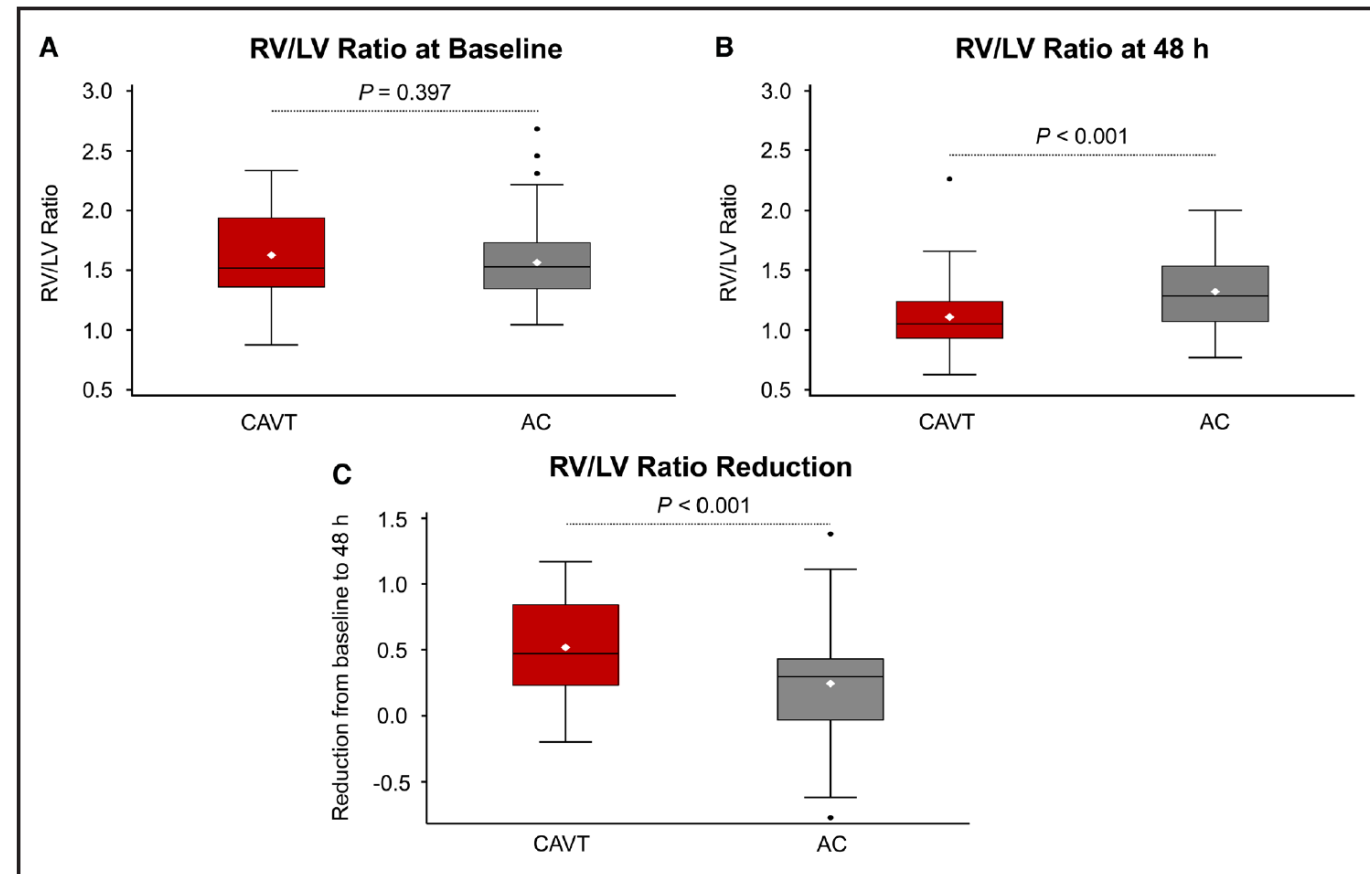 A
RV/LV Ratio at Baseline
P = 0.397
RV/LV Ratio
3.0
2.5
2.0
1.5
1.0
0.5
CAVT
AC
B
RV/LV Ratio at 48 h
P < 0.001
RV/LV Ratio
3.0
2.5
2.0
1.5
1.0
0.5
CAVT
AC
C
RV/LV Ratio Reduction
P < 0.001
Reduction from baseline to 48 h
1.5
1.0
0.5
0.0
-0.5
CAVT
AC